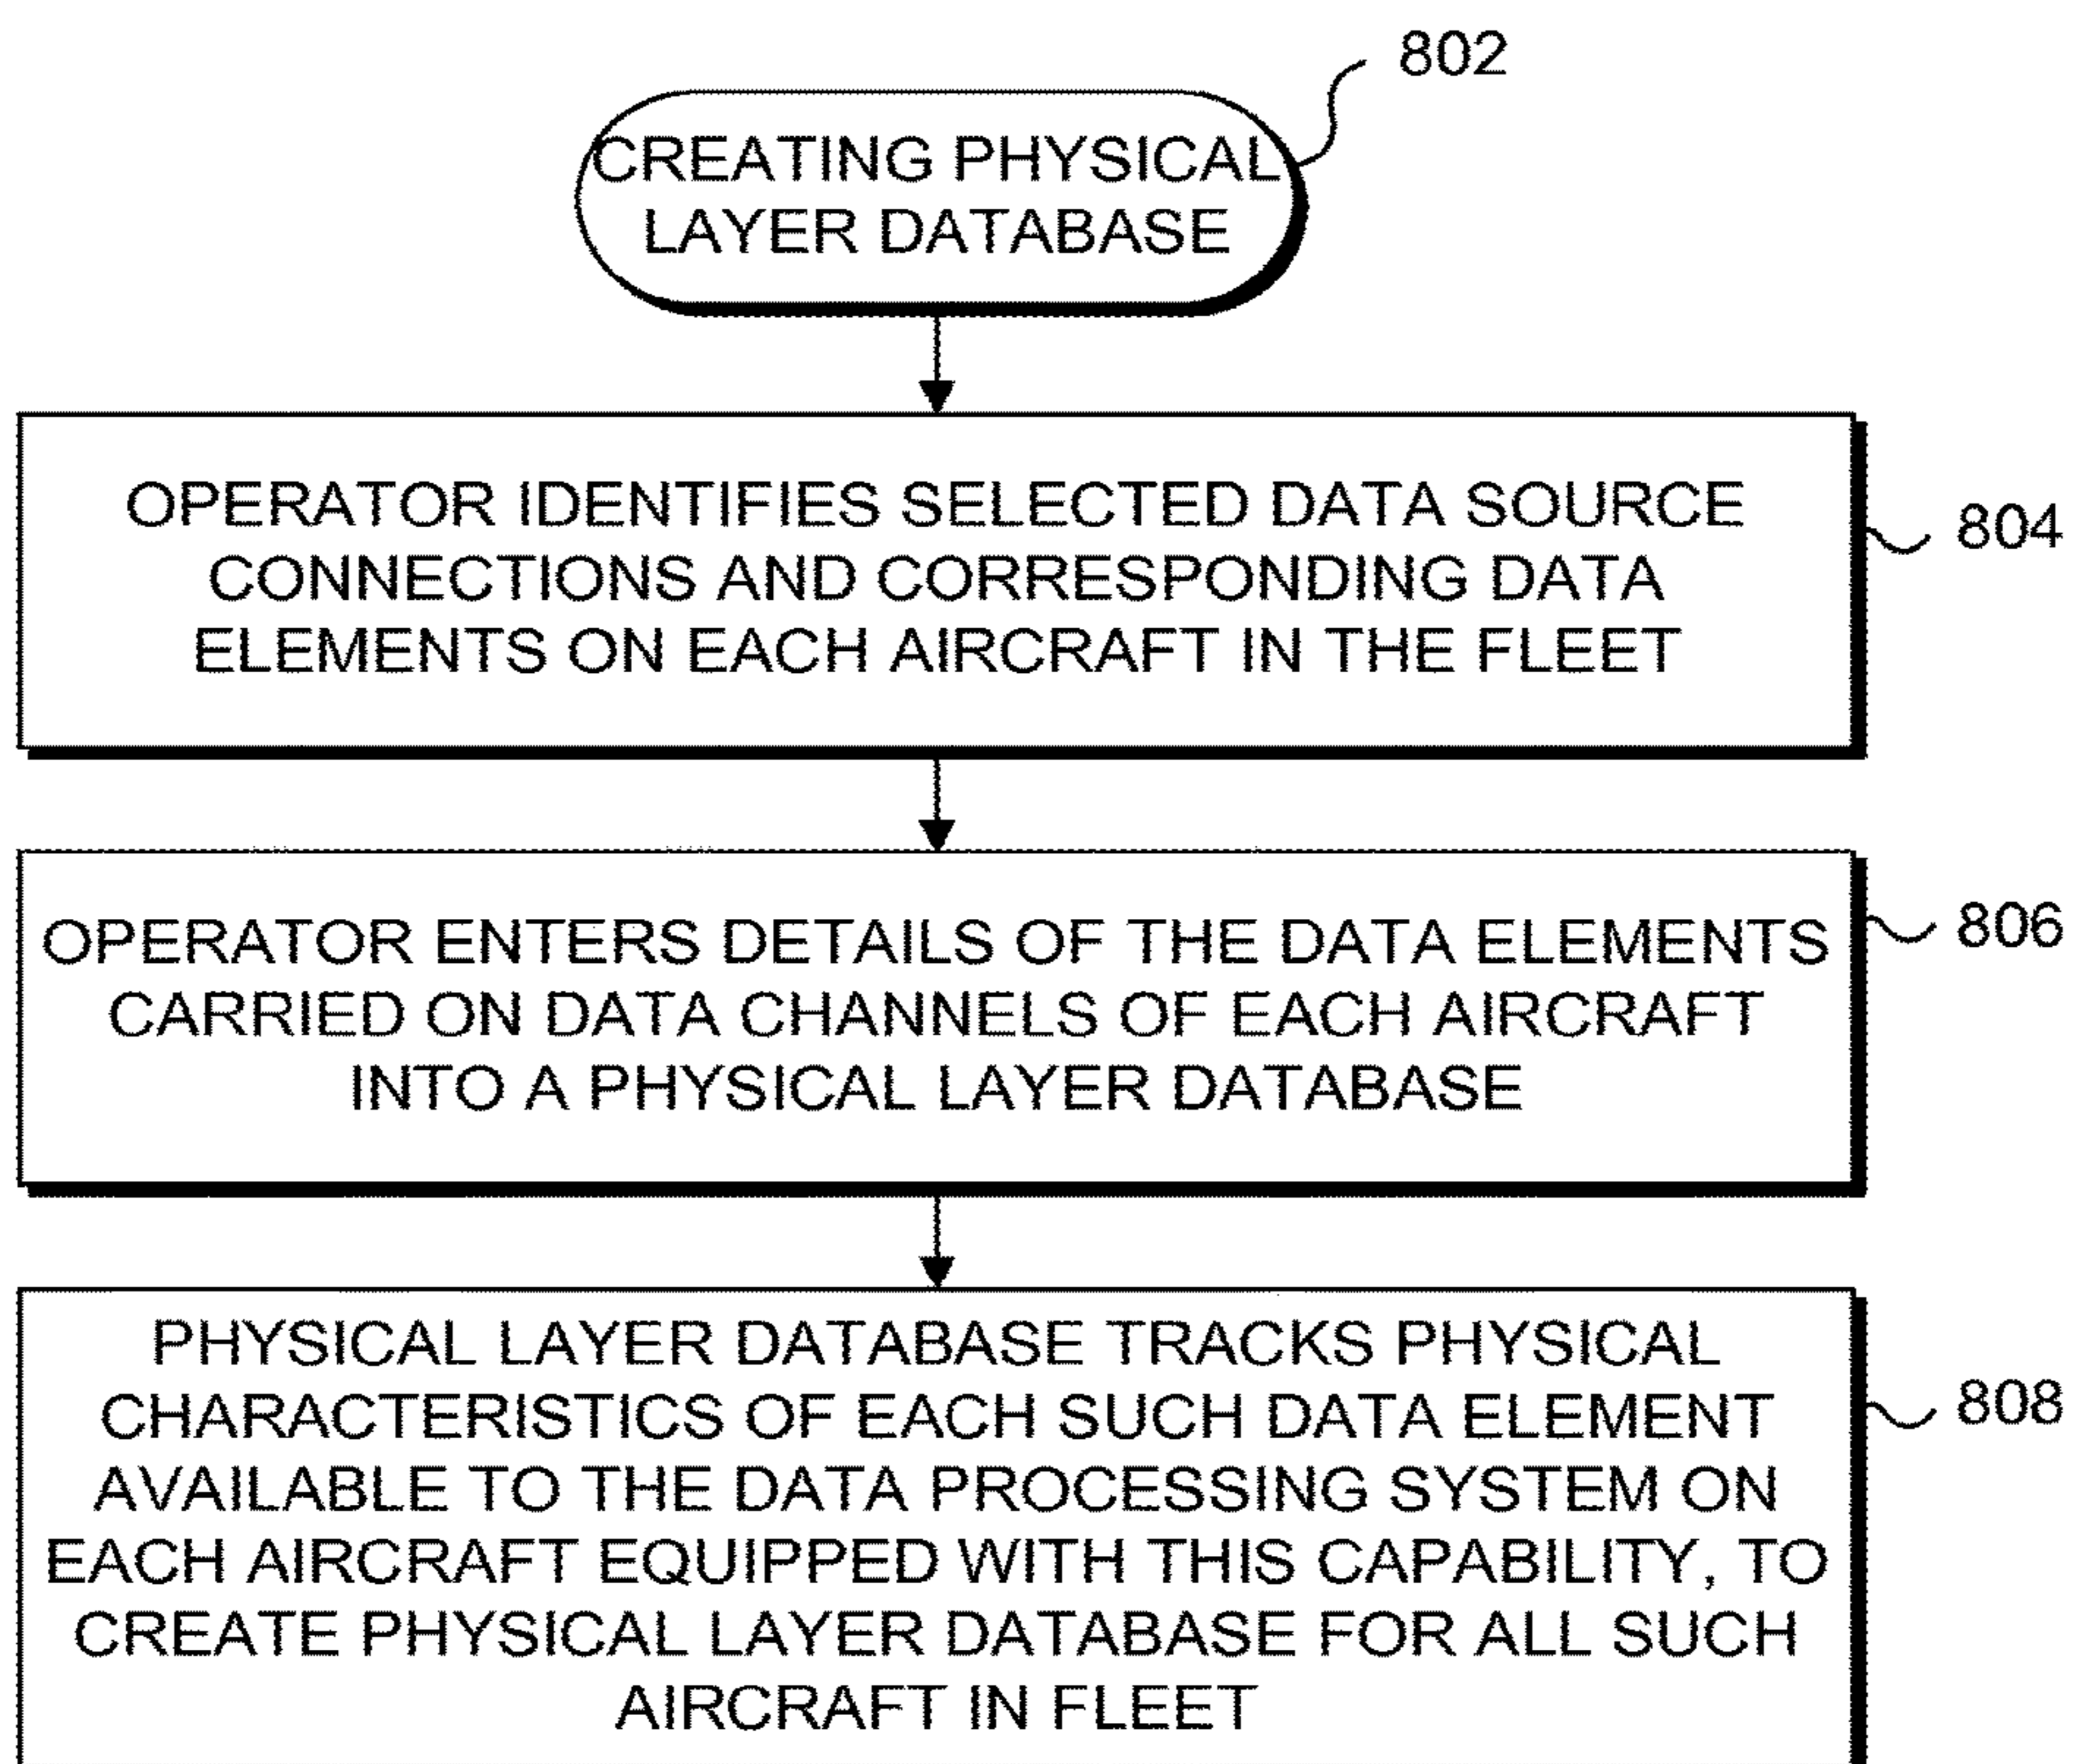 802
CREATING PHYSICAL
LAYER DATABASE
OPERATOR IDENTIFIES SELECTED DATA SOURCE
CONNECTIONS AND CORRESPONDING DATA
ELEMENTS ON EACH AIRCRAFT IN THE FLEET
804
OPERATOR ENTERS DETAILS OF THE DATA ELEMENTS
CARRIED ON DATA CHANNELS OF EACH AIRCRAFT
INTO A PHYSICAL LAYER DATABASE
806
PHYSICAL LAYER DATABASE TRACKS PHYSICAL
CHARACTERISTICS OF EACH SUCH DATA ELEMENT
AVAILABLE TO THE DATA PROCESSING SYSTEM ON
EACH AIRCRAFT EQUIPPED WITH THIS CAPABILITY, TO
CREATE PHYSICAL LAYER DATABASE FOR ALL SUCH
AIRCRAFT IN FLEET
808